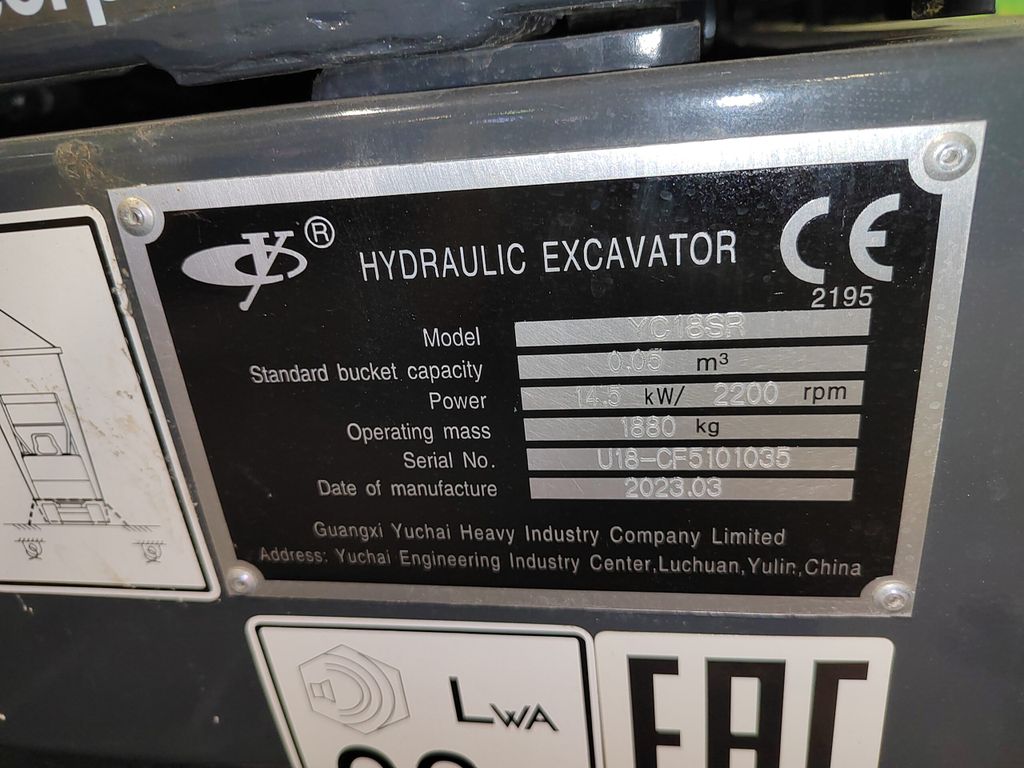 ® HYDRAULIC EXCAVATOR CE
2195
Model YC18SR
Standard bucket capacity 0.05 m³
Power 14.5 kW/ 2200 rpm
Operating mass 1880 kg
Serial No. U18-CF5101035
Date of manufacture 2023.03
Guangxi Yuchai Heavy Industry Company Limited
Address: Yuchai Engineering Industry Center,Luchuan,Yulin,China
LWA
EAC